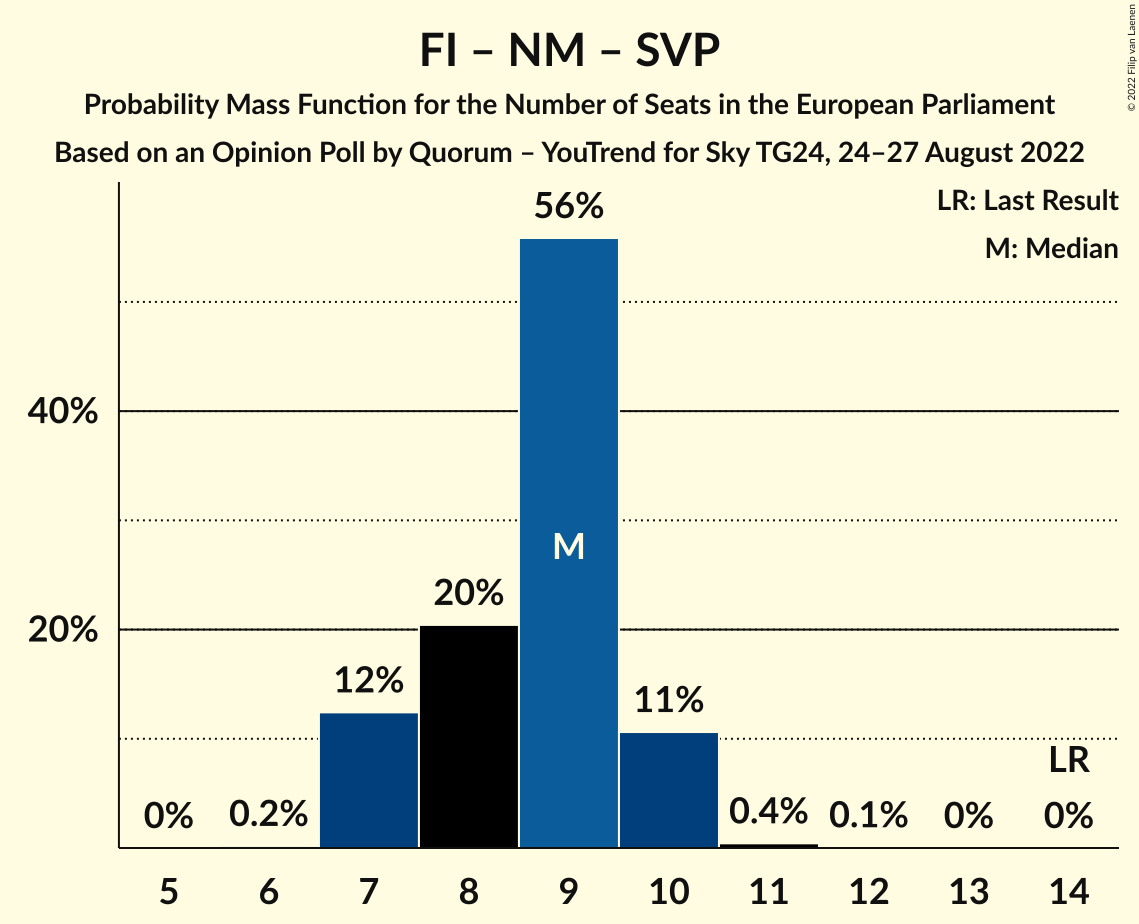 FI – NM – SVP
Probability Mass Function for the Number of Seats in the European Parliament
Based on an Opinion Poll by Quorum – YouTrend for Sky TG24, 24–27 August 2022
© 2022 Filip van Laenen
LR: Last Result
M: Median
56%
40%
M
20%
20%
12%
11%
LR
0%
0.2%
0.4%
0.1%
0%
0%
5 6 7 8 9 10 11 12 13 14